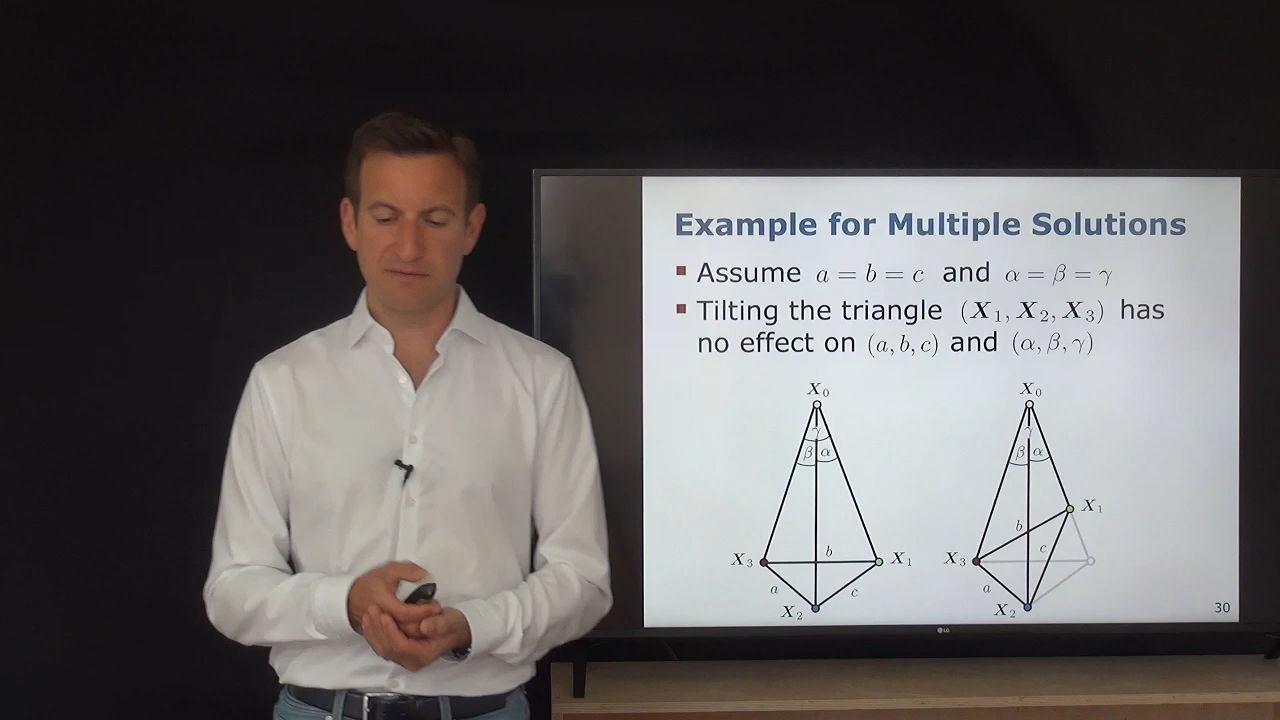 Example for Multiple Solutions
Assume a = b = c and α = β = γ
Tilting the triangle (X₁, X₂, X₃) has
no effect on (a, b, c) and (α, β, γ)
X₀
X₀
γ
γ
β α
β α
X₁
b
b
c
X₃
X₁
X₃
a
c
a
X₂
X₂
30
LG